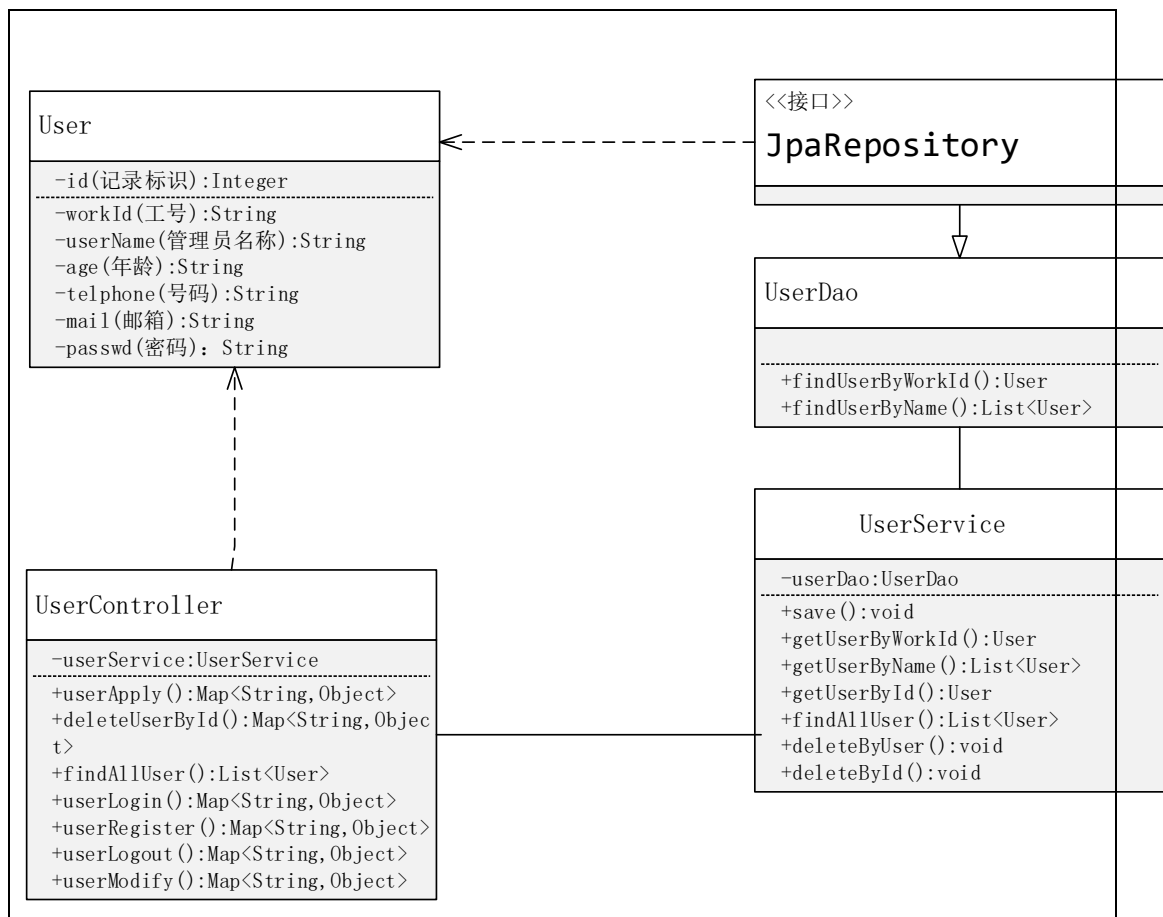 User
-id(记录标识):Integer
-workId(工号):String
-userName(管理员名称):String
-age(年龄):String
-telphone(号码):String
-mail(邮箱):String
-passwd(密码)：String
<<接口>>
JpaRepository
UserDao
+findUserByWorkId():User
+findUserByName():List<User>
UserService
-userDao:UserDao
+save():void
+getUserByWorkId():User
+getUserByName():List<User>
+getUserById():User
+findAllUser():List<User>
+deleteByUser():void
+deleteById():void
UserController
-userService:UserService
+userApply():Map<String,Object>
+deleteUserById():Map<String,Objec
t>
+findAllUser():List<User>
+userLogin():Map<String,Object>
+userRegister():Map<String,Object>
+userLogout():Map<String,Object>
+userModify():Map<String,Object>